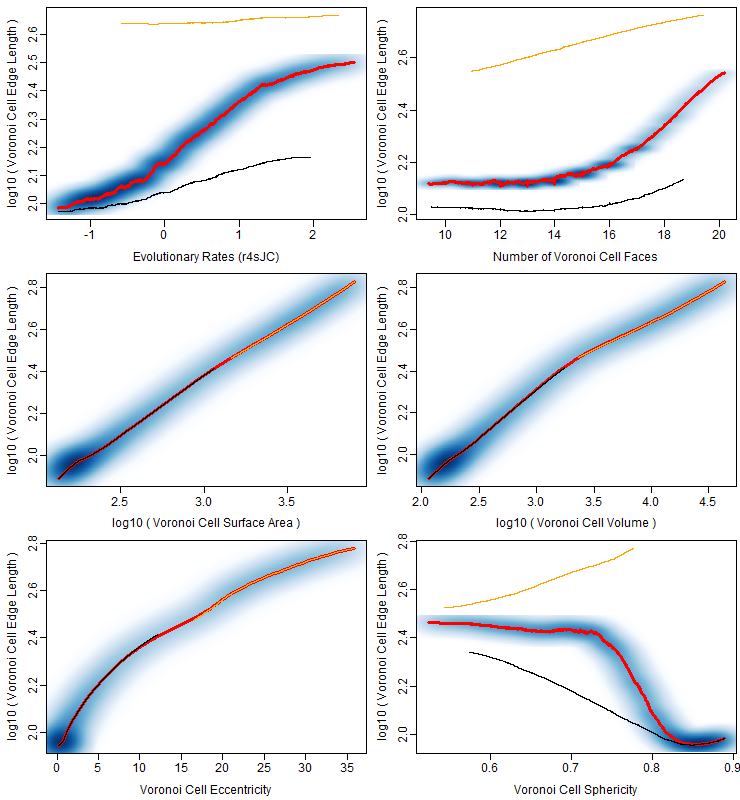 log10 ( Voronoi Cell Edge Length )
2.0 2.1 2.2 2.3 2.4 2.5 2.6
-1 0 1 2
Evolutionary Rates (r4sJC)
log10 ( Voronoi Cell Edge Length )
2.0 2.2 2.4 2.6
10 12 14 16 18 20
Number of Voronoi Cell Faces
log10 ( Voronoi Cell Edge Length )
2.0 2.2 2.4 2.6 2.8
2.5 3.0 3.5
log10 ( Voronoi Cell Surface Area )
log10 ( Voronoi Cell Edge Length )
2.0 2.2 2.4 2.6 2.8
2.0 2.5 3.0 3.5 4.0 4.5
log10 ( Voronoi Cell Volume )
log10 ( Voronoi Cell Edge Length )
2.0 2.2 2.4 2.6 2.8
0 5 10 15 20 25 30 35
Voronoi Cell Eccentricity
log10 ( Voronoi Cell Edge Length )
2.0 2.2 2.4 2.6 2.8
0.6 0.7 0.8 0.9
Voronoi Cell Sphericity